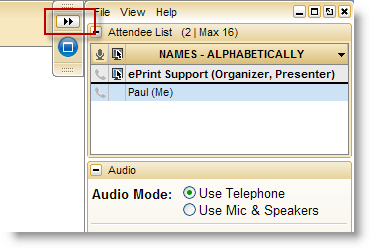 File View Help
Attendee List (2 | Max 16)
NAMES - ALPHABETICALLY
ePrint Support (Organizer, Presenter)
Paul (Me)
Audio
Audio Mode: Use Telephone
Use Mic & Speakers